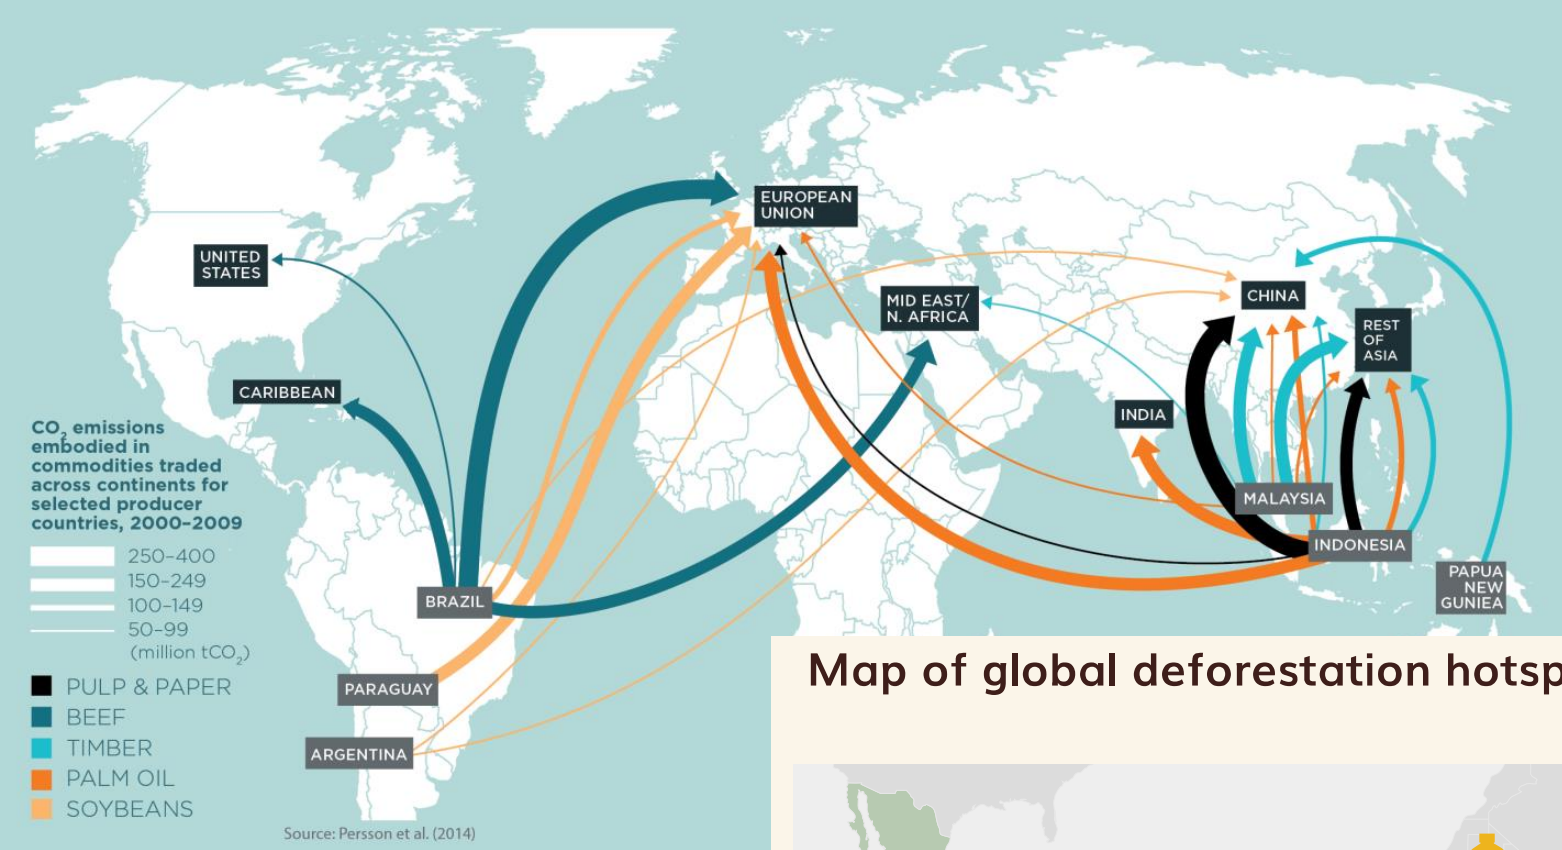 EUROPEAN
UNION
UNITED
STATES
CHINA
MID EAST/
N. AFRICA
REST
OF
ASIA
CARIBBEAN
INDIA
CO2 emissions
embodied in
commodities traded
across continents for
selected producer
countries, 2000–2009
250–400
150–249
100–149
50–99
(million tCO2)
MALAYSIA
INDONESIA
PAPUA
NEW
GUNIEA
BRAZIL
PARAGUAY
ARGENTINA
PULP & PAPER
BEEF
TIMBER
PALM OIL
SOYBEANS
Source: Persson et al. (2014)
Map of global deforestation hotsp